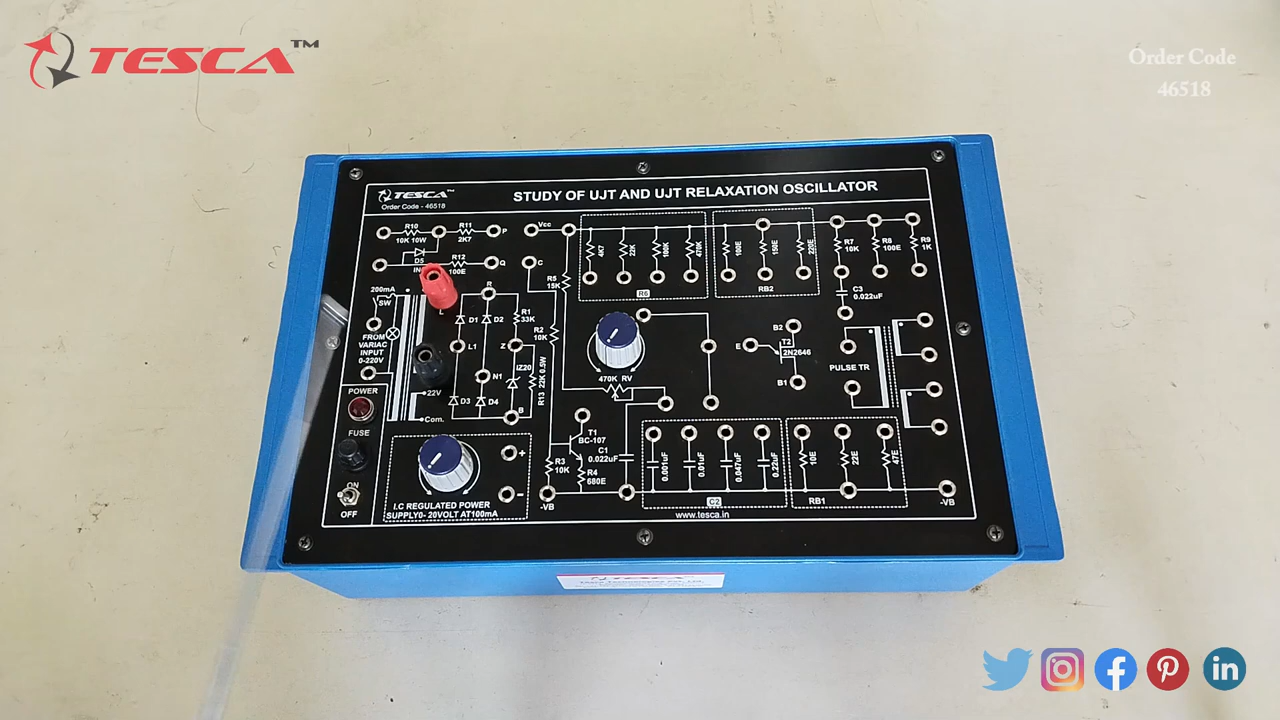 TESCA™
Order Code
46518
TESCA™
Order Code - 46518
STUDY OF UJT AND UJT RELAXATION OSCILLATOR
R10
10K 10W
R11
2K7
P
D5
R12
100E
Q
Vcc
C
R5
15K
4K7
22K
100K
470K
R6
100E
150E
220E
RB2
R7
10K
R8
100E
R9
1K
C3
0.022uF
200mA
SW
FROM
VARIAC
INPUT
0-220V
L
R
D1
D2
R1
33K
L1
Z
IZ20
N1
D3
D4
R13 22K 0.5W
B
22V
Com.
R2
10K
470K RV
E
B2
T2
2N2646
B1
PULSE TR
POWER
FUSE
ON
OFF
+
-
I.C REGULATED POWER
SUPPLY0- 20VOLT AT100mA
T1
BC-107
C1
0.022uF
R3
10K
R4
680E
-VB
0.001uF
0.01uF
0.047uF
0.22uF
C2
10E
22E
47E
RB1
-VB
www.tesca.in